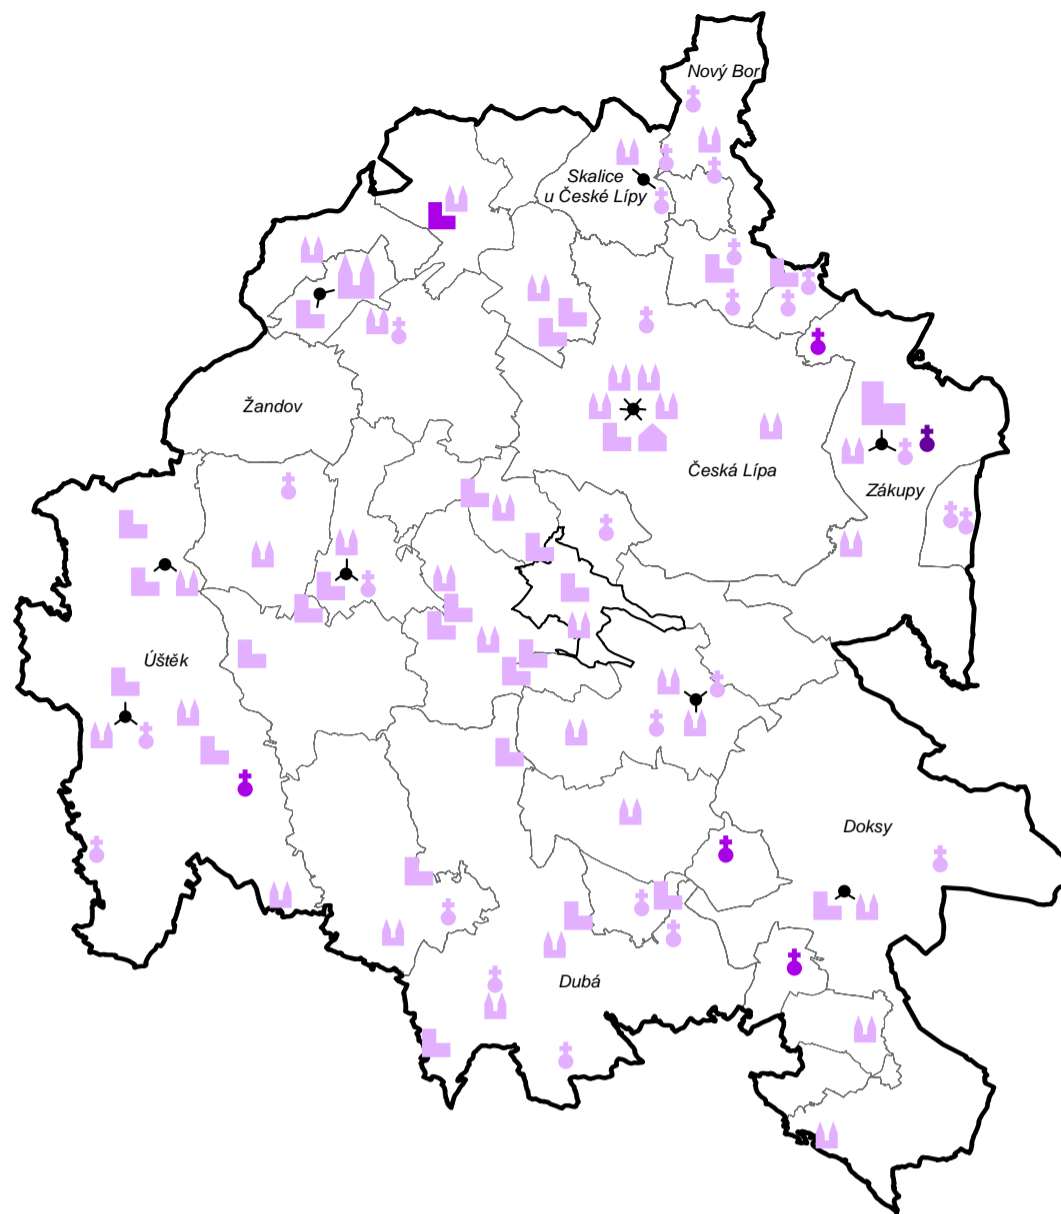 Nový Bor
Skalice
u České Lípy
Žandov
Česká Lípa
Zákupy
Úštěk
Doksy
Dubá